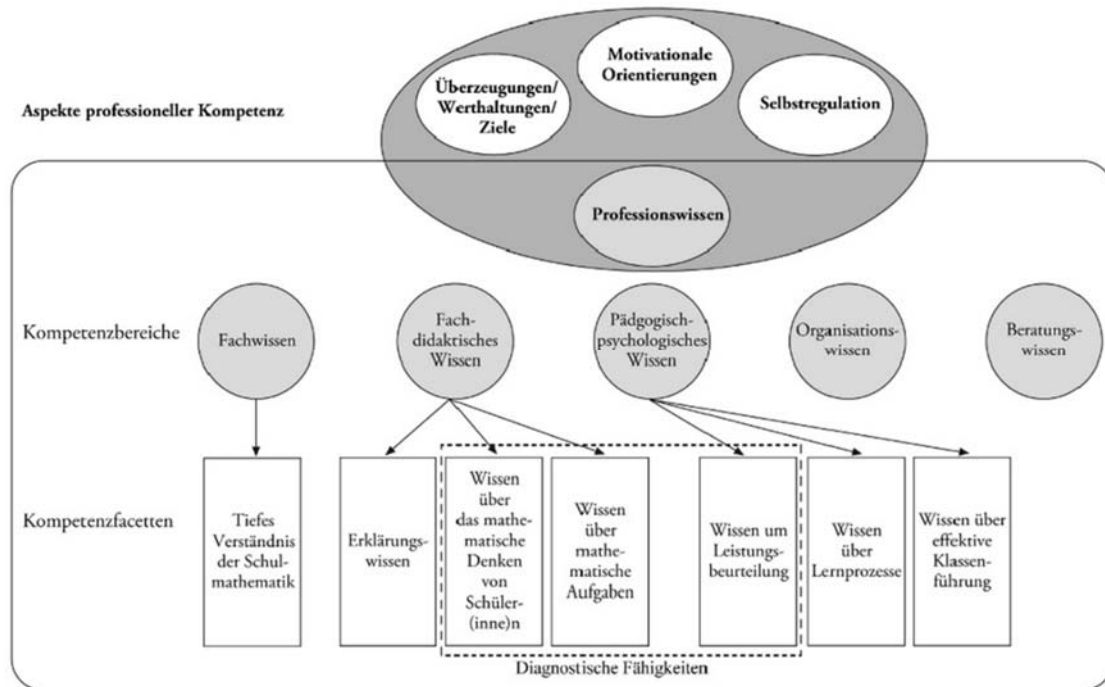 Motivationale
Orientierungen
Überzeugungen/
Werthaltungen/
Ziele
Selbstregulation
Aspekte professioneller Kompetenz
Professionswissen
Kompetenzbereiche
Fachwissen
Fach-
didaktisches
Wissen
Pädgogisch-
psychologisches
Wissen
Organisations-
wissen
Beratungs-
wissen
Kompetenzfacetten
Tiefes
Verständnis
der Schul-
mathematik
Erklärungs-
wissen
Wissen
über
das mathe-
matische
Denken
von
Schüler-
(inne)n
Wissen
über
mathe-
matische
Aufgaben
Wissen um
Leistungs-
beurteilung
Wissen
über
Lernprozesse
Wissen über
effektive
Klassen-
führung
Diagnostische Fähigkeiten